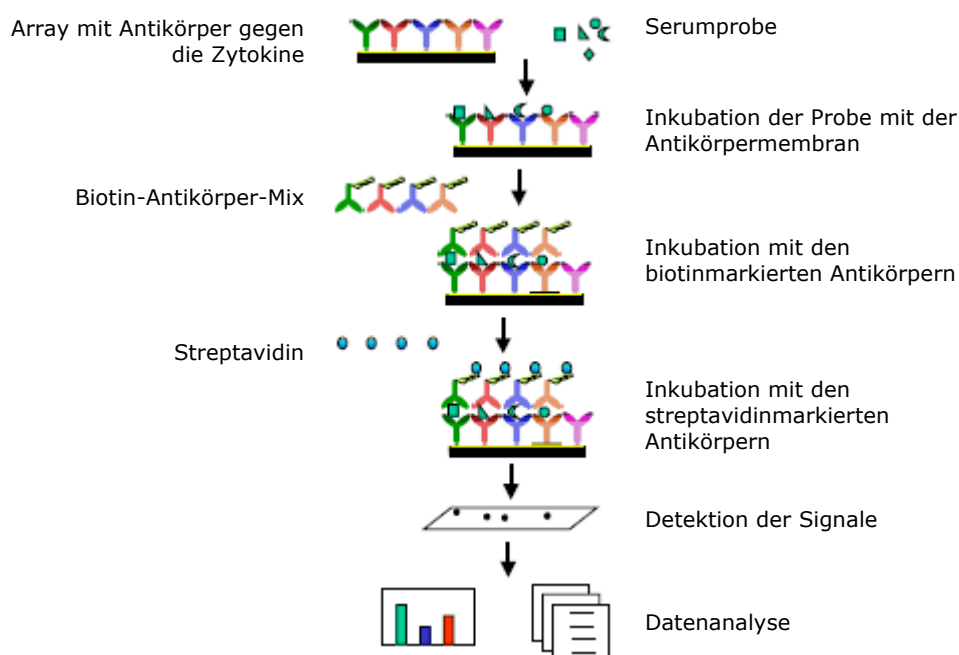 Array mit Antikörper gegen
die Zytokine
Serumprobe
Inkubation der Probe mit der
Antikörpermembran
Biotin-Antikörper-Mix
Inkubation mit den
biotinmarkierten Antikörpern
Streptavidin
Inkubation mit den
streptavidinmarkierten
Antikörpern
Detektion der Signale
Datenanalyse